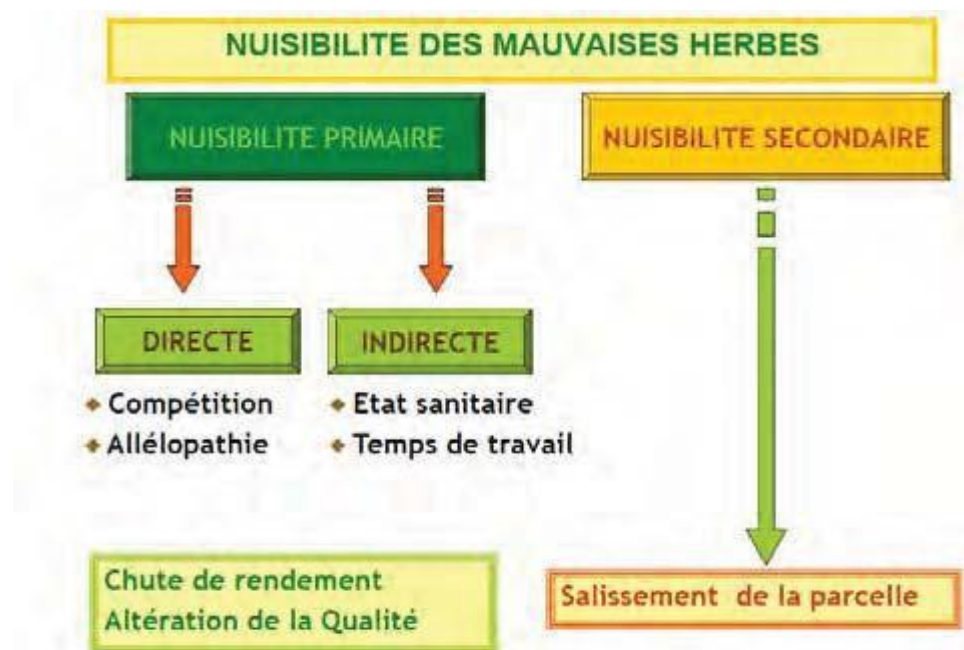 NUISIBILITE DES MAUVAISES HERBES
NUISIBILITE PRIMAIRE
NUISIBILITE SECONDAIRE
DIRECTE
INDIRECTE
Compétition
Allélopathie
Etat sanitaire
Temps de travail
Chute de rendement
Altération de la Qualité
Salissement de la parcelle